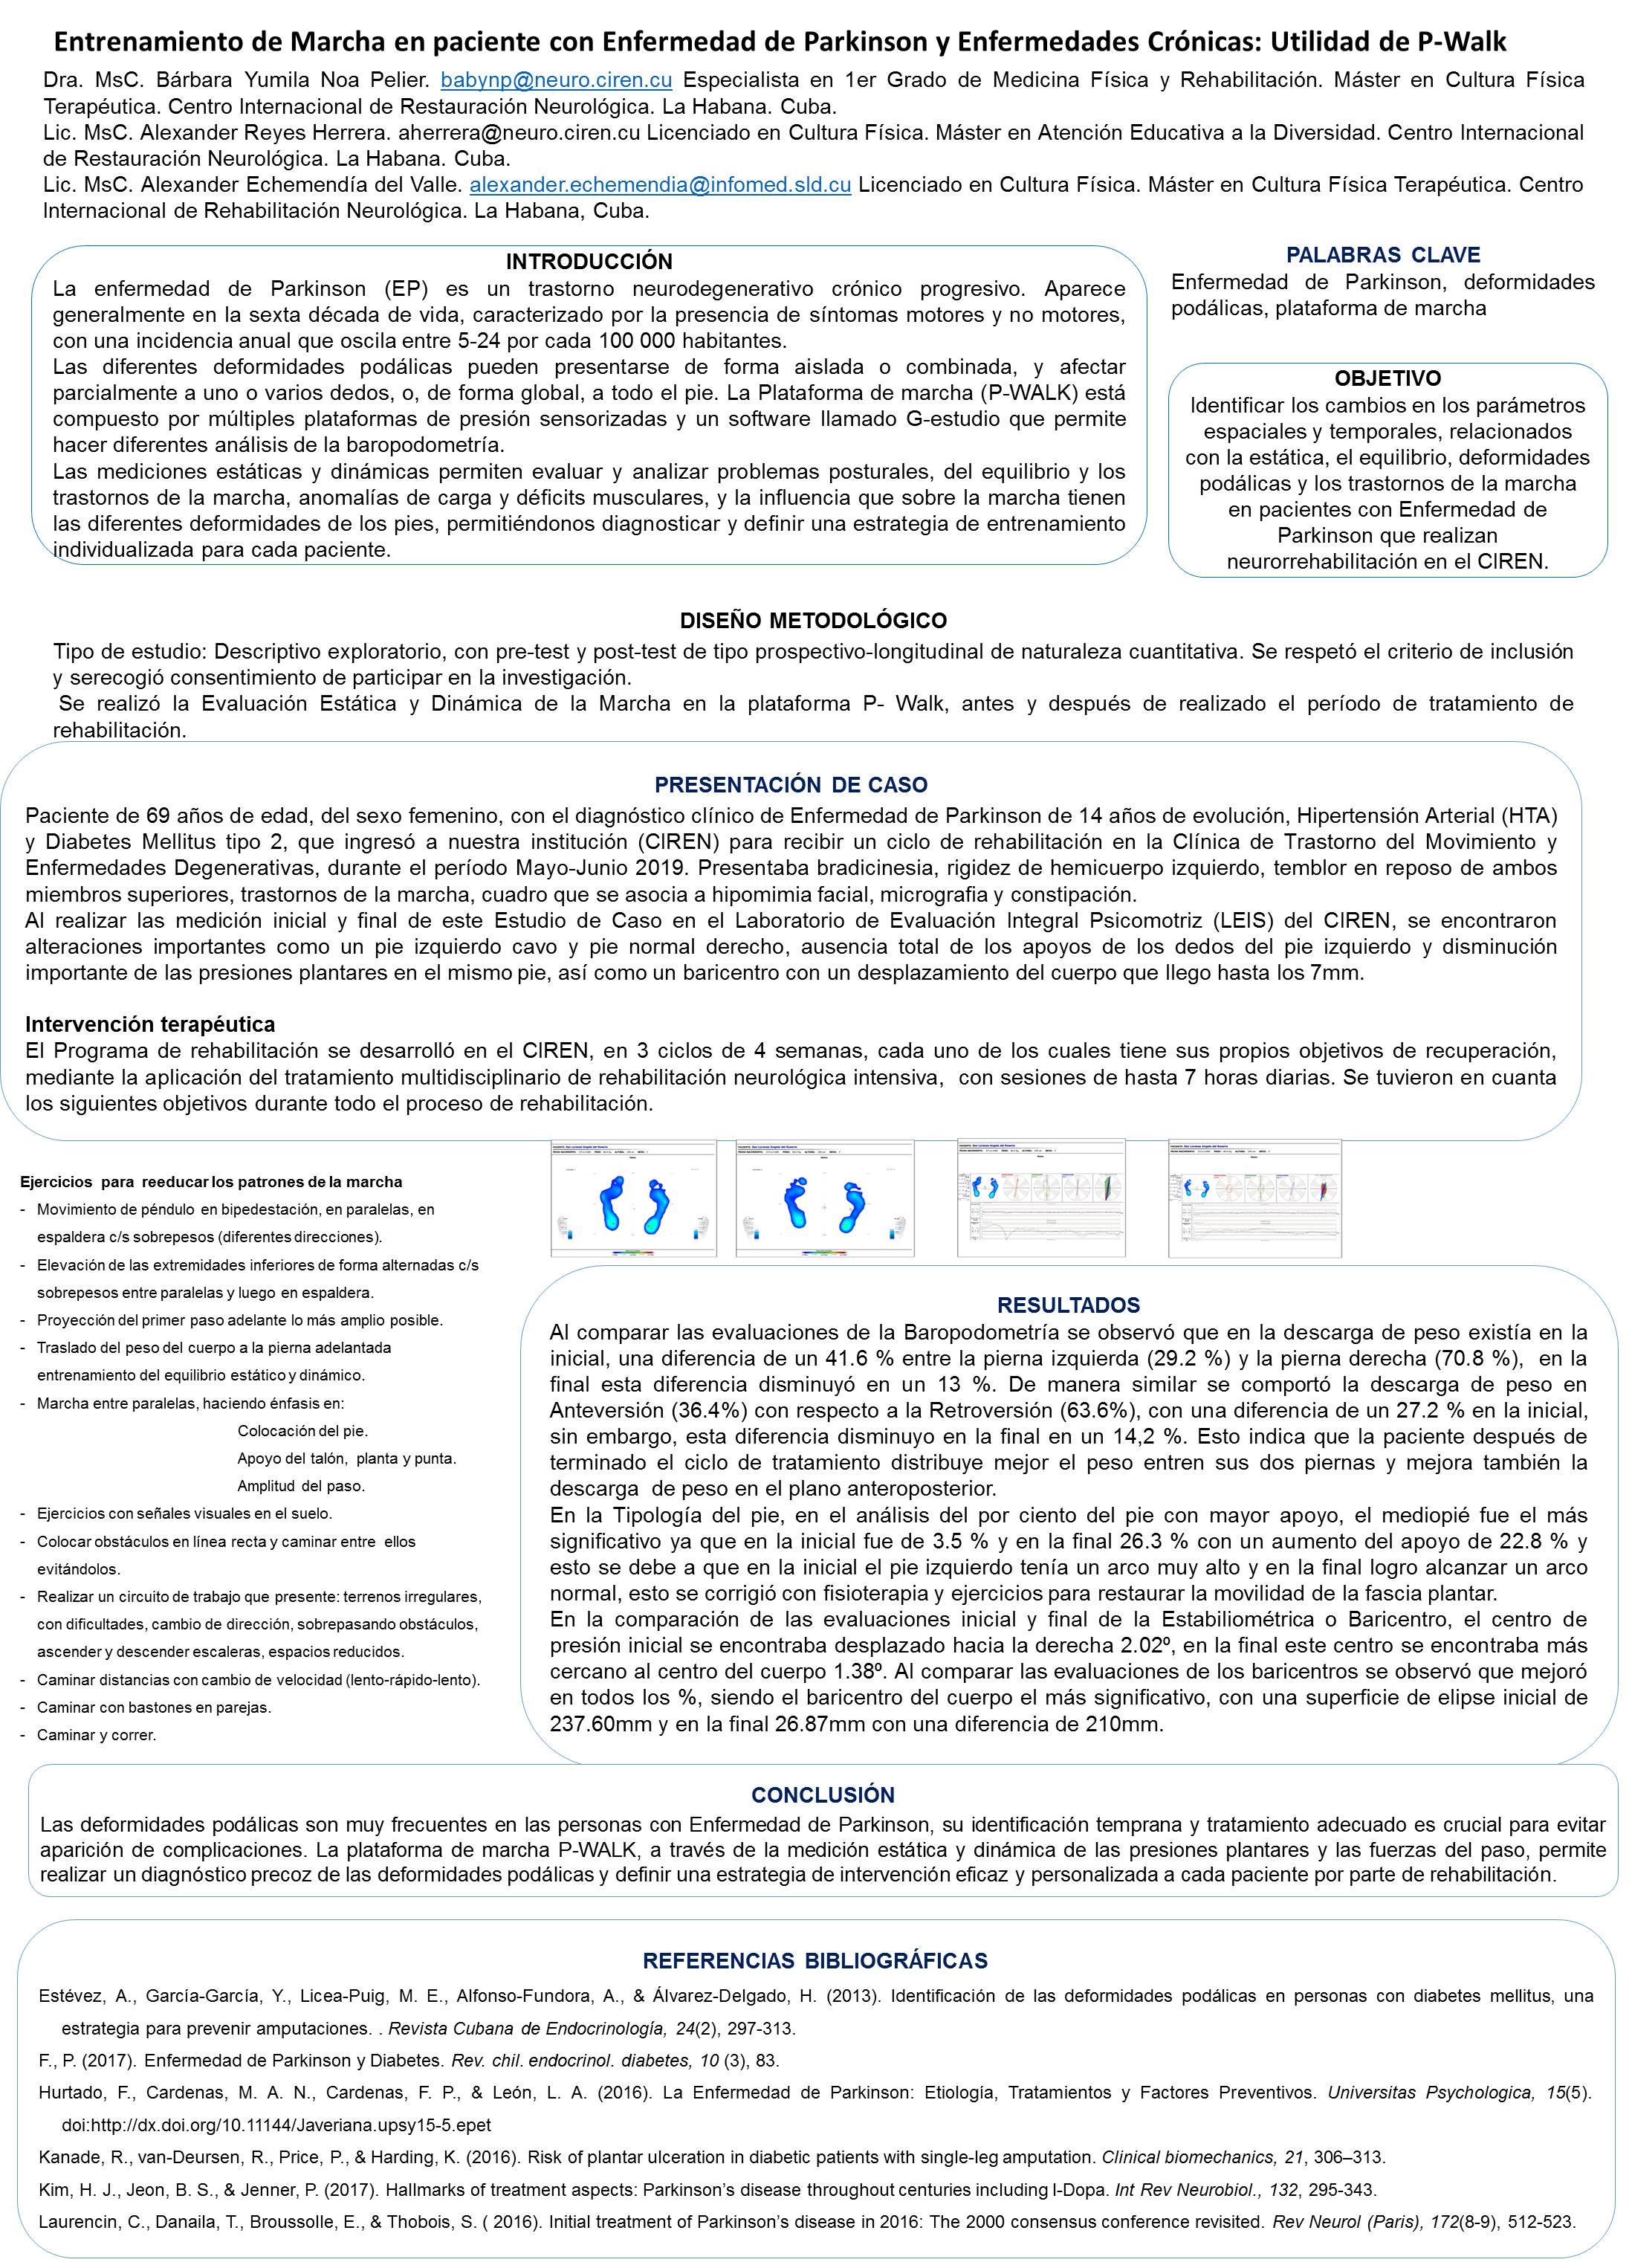 Entrenamiento de Marcha en paciente con Enfermedad de Parkinson y Enfermedades Crónicas: Utilidad de P-Walk
Dra. MsC. Bárbara Yumila Noa Pelier. babynp@neuro.ciren.cu Especialista en 1er Grado de Medicina Física y Rehabilitación. Máster en Cultura Física
Terapéutica. Centro Internacional de Restauración Neurológica. La Habana. Cuba.
Lic. MsC. Alexander Reyes Herrera. aherrera@neuro.ciren.cu Licenciado en Cultura Física. Máster en Atención Educativa a la Diversidad. Centro Internacional
de Restauración Neurológica. La Habana. Cuba.
Lic. MsC. Alexander Echemendía del Valle. alexander.echemendia@infomed.sld.cu Licenciado en Cultura Física. Máster en Cultura Física Terapéutica. Centro
Internacional de Rehabilitación Neurológica. La Habana, Cuba.
INTRODUCCIÓN
La enfermedad de Parkinson (EP) es un trastorno neurodegenerativo crónico progresivo. Aparece
generalmente en la sexta década de vida, caracterizado por la presencia de síntomas motores y no motores,
con una incidencia anual que oscila entre 5-24 por cada 100 000 habitantes.
Las diferentes deformidades podálicas pueden presentarse de forma aislada o combinada, y afectar
parcialmente a uno o varios dedos, o, de forma global, a todo el pie. La Plataforma de marcha (P-WALK) está
compuesto por múltiples plataformas de presión sensorizadas y un software llamado G-estudio que permite
hacer diferentes análisis de la baropodometría.
Las mediciones estáticas y dinámicas permiten evaluar y analizar problemas posturales, del equilibrio y los
trastornos de la marcha, anomalías de carga y déficits musculares, y la influencia que sobre la marcha tienen
las diferentes deformidades de los pies, permitiéndonos diagnosticar y definir una estrategia de entrenamiento
individualizada para cada paciente.
PALABRAS CLAVE
Enfermedad de Parkinson, deformidades
podálicas, plataforma de marcha
OBJETIVO
Identificar los cambios en los parámetros
espaciales y temporales, relacionados
con la estática, el equilibrio, deformidades
podálicas y los trastornos de la marcha
en pacientes con Enfermedad de
Parkinson que realizan
neurorrehabilitación en el CIREN.
DISEÑO METODOLÓGICO
Tipo de estudio: Descriptivo exploratorio, con pre-test y post-test de tipo prospectivo-longitudinal de naturaleza cuantitativa. Se respetó el criterio de inclusión
y serecogió consentimiento de participar en la investigación.
Se realizó la Evaluación Estática y Dinámica de la Marcha en la plataforma P- Walk, antes y después de realizado el período de tratamiento de
rehabilitación.
PRESENTACIÓN DE CASO
Paciente de 69 años de edad, del sexo femenino, con el diagnóstico clínico de Enfermedad de Parkinson de 14 años de evolución, Hipertensión Arterial (HTA)
y Diabetes Mellitus tipo 2, que ingresó a nuestra institución (CIREN) para recibir un ciclo de rehabilitación en la Clínica de Trastorno del Movimiento y
Enfermedades Degenerativas, durante el período Mayo-Junio 2019. Presentaba bradicinesia, rigidez de hemicuerpo izquierdo, temblor en reposo de ambos
miembros superiores, trastornos de la marcha, cuadro que se asocia a hipomimia facial, micrografia y constipación.
Al realizar las medición inicial y final de este Estudio de Caso en el Laboratorio de Evaluación Integral Psicomotriz (LEIS) del CIREN, se encontraron
alteraciones importantes como un pie izquierdo cavo y pie normal derecho, ausencia total de los apoyos de los dedos del pie izquierdo y disminución
importante de las presiones plantares en el mismo pie, así como un baricentro con un desplazamiento del cuerpo que llego hasta los 7mm.
Intervención terapéutica
El Programa de rehabilitación se desarrolló en el CIREN, en 3 ciclos de 4 semanas, cada uno de los cuales tiene sus propios objetivos de recuperación,
mediante la aplicación del tratamiento multidisciplinario de rehabilitación neurológica intensiva, con sesiones de hasta 7 horas diarias. Se tuvieron en cuanta
los siguientes objetivos durante todo el proceso de rehabilitación.
Ejercicios para reeducar los patrones de la marcha
- Movimiento de péndulo en bipedestación, en paralelas, en
espaldera c/s sobrepesos (diferentes direcciones).
- Elevación de las extremidades inferiores de forma alternadas c/s
sobrepesos entre paralelas y luego en espaldera.
- Proyección del primer paso adelante lo más amplio posible.
- Traslado del peso del cuerpo a la pierna adelantada
entrenamiento del equilibrio estático y dinámico.
- Marcha entre paralelas, haciendo énfasis en:
Colocación del pie.
Apoyo del talón, planta y punta.
Amplitud del paso.
- Ejercicios con señales visuales en el suelo.
- Colocar obstáculos en línea recta y caminar entre ellos
evitándolos.
- Realizar un circuito de trabajo que presente: terrenos irregulares,
con dificultades, cambio de dirección, sobrepasando obstáculos,
ascender y descender escaleras, espacios reducidos.
- Caminar distancias con cambio de velocidad (lento-rápido-lento).
- Caminar con bastones en parejas.
- Caminar y correr.
RESULTADOS
Al comparar las evaluaciones de la Baropodometría se observó que en la descarga de peso existía en la
inicial, una diferencia de un 41.6 % entre la pierna izquierda (29.2 %) y la pierna derecha (70.8 %), en la
final esta diferencia disminuyó en un 13 %. De manera similar se comportó la descarga de peso en
Anteversión (36.4%) con respecto a la Retroversión (63.6%), con una diferencia de un 27.2 % en la inicial,
sin embargo, esta diferencia disminuyo en la final en un 14,2 %. Esto indica que la paciente después de
terminado el ciclo de tratamiento distribuye mejor el peso entren sus dos piernas y mejora también la
descarga de peso en el plano anteroposterior.
En la Tipología del pie, en el análisis del por ciento del pie con mayor apoyo, el mediopié fue el más
significativo ya que en la inicial fue de 3.5 % y en la final 26.3 % con un aumento del apoyo de 22.8 % y
esto se debe a que en la inicial el pie izquierdo tenía un arco muy alto y en la final logro alcanzar un arco
normal, esto se corrigió con fisioterapia y ejercicios para restaurar la movilidad de la fascia plantar.
En la comparación de las evaluaciones inicial y final de la Estabiliométrica o Baricentro, el centro de
presión inicial se encontraba desplazado hacia la derecha 2.02º, en la final este centro se encontraba más
cercano al centro del cuerpo 1.38º. Al comparar las evaluaciones de los baricentros se observó que mejoró
en todos los %, siendo el baricentro del cuerpo el más significativo, con una superficie de elipse inicial de
237.60mm y en la final 26.87mm con una diferencia de 210mm.
CONCLUSIÓN
Las deformidades podálicas son muy frecuentes en las personas con Enfermedad de Parkinson, su identificación temprana y tratamiento adecuado es crucial para evitar
aparición de complicaciones. La plataforma de marcha P-WALK, a través de la medición estática y dinámica de las presiones plantares y las fuerzas del paso, permite
realizar un diagnóstico precoz de las deformidades podálicas y definir una estrategia de intervención eficaz y personalizada a cada paciente por parte de rehabilitación.
REFERENCIAS BIBLIOGRÁFICAS
Estévez, A., García-García, Y., Licea-Puig, M. E., Alfonso-Fundora, A., & Álvarez-Delgado, H. (2013). Identificación de las deformidades podálicas en personas con diabetes mellitus, una
estrategia para prevenir amputaciones. . Revista Cubana de Endocrinología, 24(2), 297-313.
F., P. (2017). Enfermedad de Parkinson y Diabetes. Rev. chil. endocrinol. diabetes, 10 (3), 83.
Hurtado, F., Cardenas, M. A. N., Cardenas, F. P., & León, L. A. (2016). La Enfermedad de Parkinson: Etiología, Tratamientos y Factores Preventivos. Universitas Psychologica, 15(5).
doi:http://dx.doi.org/10.11144/Javeriana.upsy15-5.epet
Kanade, R., van-Deursen, R., Price, P., & Harding, K. (2016). Risk of plantar ulceration in diabetic patients with single-leg amputation. Clinical biomechanics, 21, 306–313.
Kim, H. J., Jeon, B. S., & Jenner, P. (2017). Hallmarks of treatment aspects: Parkinson’s disease throughout centuries including l-Dopa. Int Rev Neurobiol., 132, 295-343.
Laurencin, C., Danaila, T., Broussolle, E., & Thobois, S. ( 2016). Initial treatment of Parkinson’s disease in 2016: The 2000 consensus conference revisited. Rev Neurol (Paris), 172(8-9), 512-523.